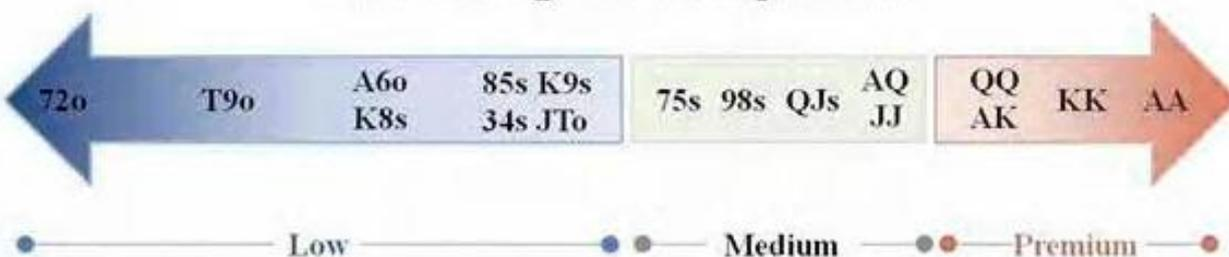 72o T9o A6o 85s K9s 75s 98s QJs AQ QQ KK AA
K8s 34s JTo JJ AK
Low Medium Premium